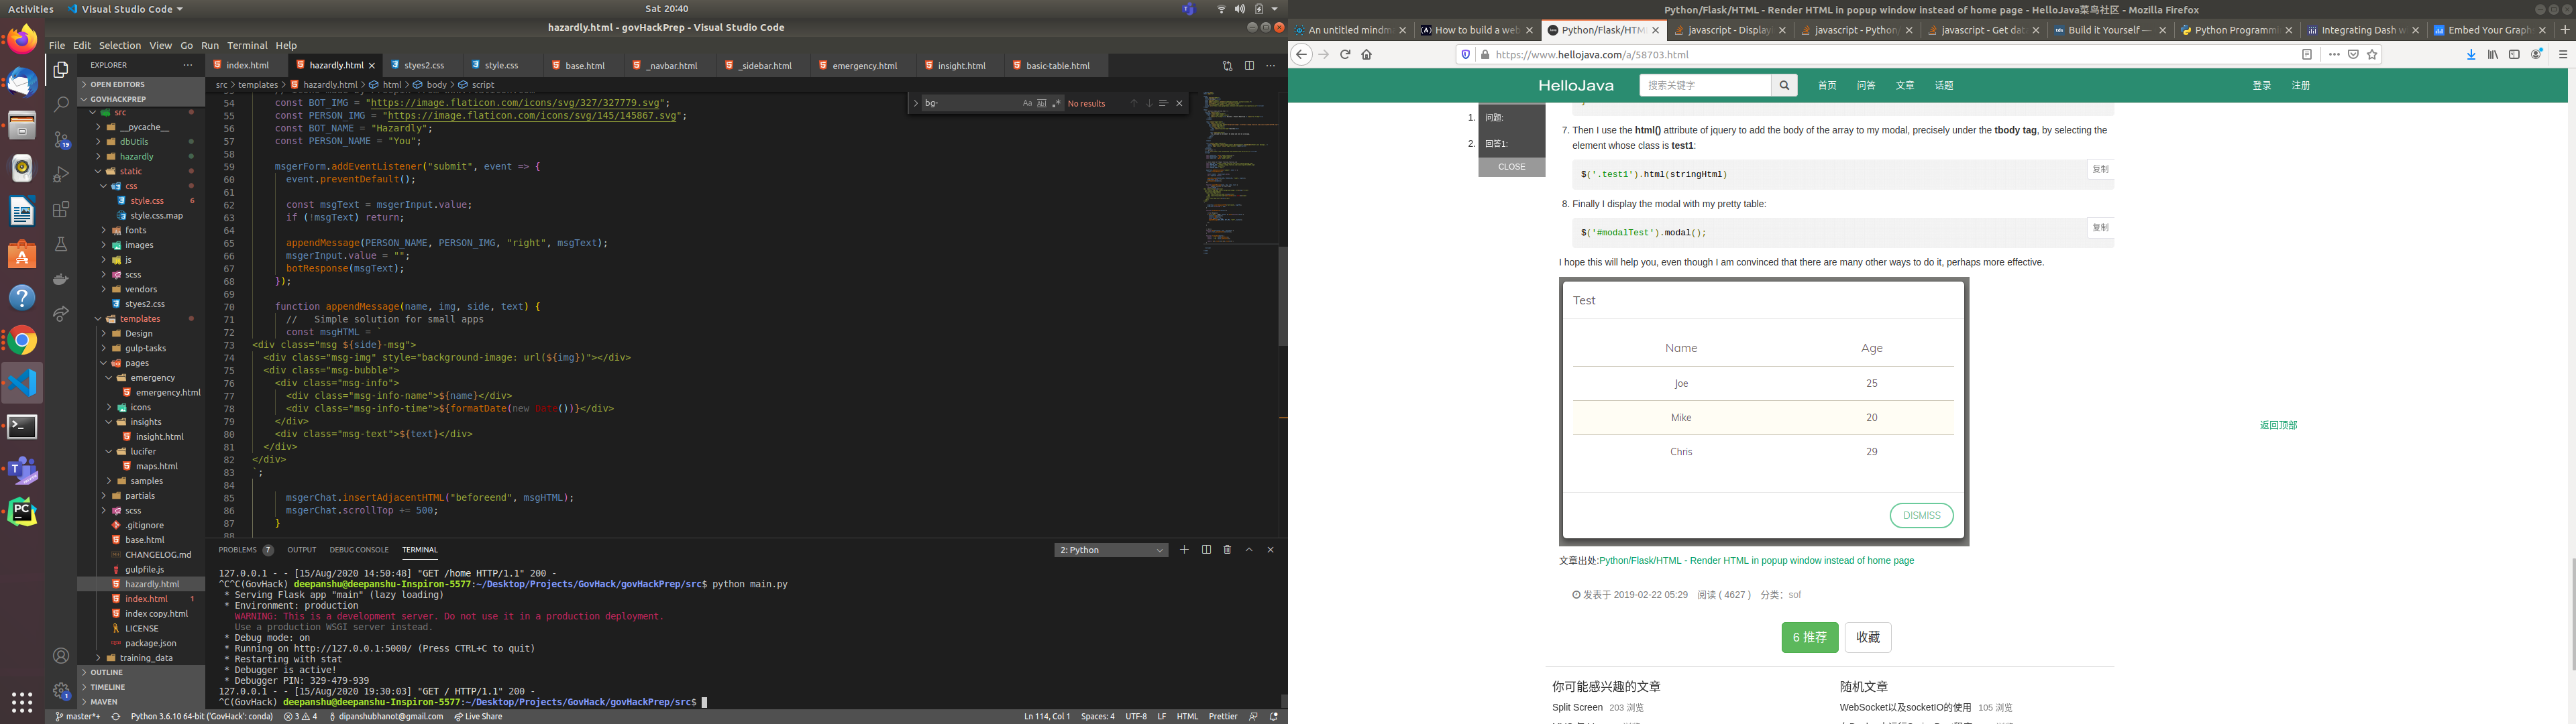 Activities
Visual Studio Code
Sat 20:40
hazardly.html - govHackPrep - Visual Studio Code
File Edit Selection View Go Run Terminal Help
EXPLORER
OPEN EDITORS
GOVHACKPREP
src
__pycache__
dbUtils
hazardly
static
css
style.css 6
style.css.map
fonts
images
js
scss
vendors
styes2.css
templates
Design
gulp-tasks
pages
emergency
emergency.html
icons
insights
insight.html
lucifer
maps.html
samples
partials
scss
.gitignore
base.html
CHANGELOG.md
gulpfile.js
hazardly.html
index.html 1
index copy.html
LICENSE
package.json
training_data
OUTLINE
TIMELINE
MAVEN
19
1
index.html hazardly.html styes2.css style.css base.html _navbar.html _sidebar.html emergency.html insight.html basic-table.html
src > templates > hazardly.html > html > body > script
bg- Aa No results
54 const BOT_IMG = "https://image.flaticon.com/icons/svg/327/327779.svg";
55 const PERSON_IMG = "https://image.flaticon.com/icons/svg/145/145867.svg";
56 const BOT_NAME = "Hazardly";
57 const PERSON_NAME = "You";
58
59 msgerForm.addEventListener("submit", event => {
60 event.preventDefault();
61
62 const msgText = msgerInput.value;
63 if (!msgText) return;
64
65 appendMessage(PERSON_NAME, PERSON_IMG, "right", msgText);
66 msgerInput.value = "";
67 botResponse(msgText);
68 });
69
70 function appendMessage(name, img, side, text) {
71 // Simple solution for small apps
72 const msgHTML = `
73 <div class="msg ${side}-msg">
74 <div class="msg-img" style="background-image: url(${img})"></div>
75 <div class="msg-bubble">
76 <div class="msg-info">
77 <div class="msg-info-name">${name}</div>
78 <div class="msg-info-time">${formatDate(new Date())}</div>
79 </div>
80 <div class="msg-text">${text}</div>
81 </div>
82 </div>
83 `;
84
85 msgerChat.insertAdjacentHTML("beforeend", msgHTML);
86 msgerChat.scrollTop += 500;
87 }
88
PROBLEMS 7 OUTPUT DEBUG CONSOLE TERMINAL
2: Python
127.0.0.1 - - [15/Aug/2020 14:50:48] "GET /home HTTP/1.1" 200 -
^C^C(GovHack) deepanshu@deepanshu-Inspiron-5577:~/Desktop/Projects/GovHack/govHackPrep/src$ python main.py
* Serving Flask app "main" (lazy loading)
* Environment: production
WARNING: This is a development server. Do not use it in a production deployment.
Use a production WSGI server instead.
* Debug mode: on
* Running on http://127.0.0.1:5000/ (Press CTRL+C to quit)
* Restarting with stat
* Debugger is active!
* Debugger PIN: 329-479-939
127.0.0.1 - - [15/Aug/2020 19:30:03] "GET / HTTP/1.1" 200 -
^C(GovHack) deepanshu@deepanshu-Inspiron-5577:~/Desktop/Projects/GovHack/govHackPrep/src$
master*+ Python 3.6.10 64-bit ('GovHack': conda) 3 4 dipanshubhanot@gmail.com Live Share
Ln 114, Col 1 Spaces: 4 UTF-8 LF HTML Prettier
Python/Flask/HTML - Render HTML in popup window instead of home page - HelloJava菜鸟社区 - Mozilla Firefox
An untitled mindma
How to build a web
Python/Flask/HTM
javascript - Display
javascript - Python/
javascript - Get dat
Build it Yourself —
Python Programmi
Integrating Dash w
Embed Your Graph
https://www.hellojava.com/a/58703.html
HelloJava
搜索关键字
首页 问答 文章 话题
登录 注册
1. 问题:
2. 回答1:
CLOSE
7. Then I use the html() attribute of jquery to add the body of the array to my modal, precisely under the tbody tag, by selecting the
element whose class is test1:
复制
$('.test1').html(stringHtml)
8. Finally I display the modal with my pretty table:
复制
$('#modalTest').modal();
I hope this will help you, even though I am convinced that there are many other ways to do it, perhaps more effective.
Test
Name Age
Joe 25
Mike 20
Chris 29
DISMISS
返回顶部
文章出处:Python/Flask/HTML - Render HTML in popup window instead of home page
发表于 2019-02-22 05:29 阅读 ( 4627 ) 分类: sof
6 推荐 收藏
你可能感兴趣的文章
Split Screen 203 浏览
随机文章
WebSocket以及socketIO的使用 105 浏览